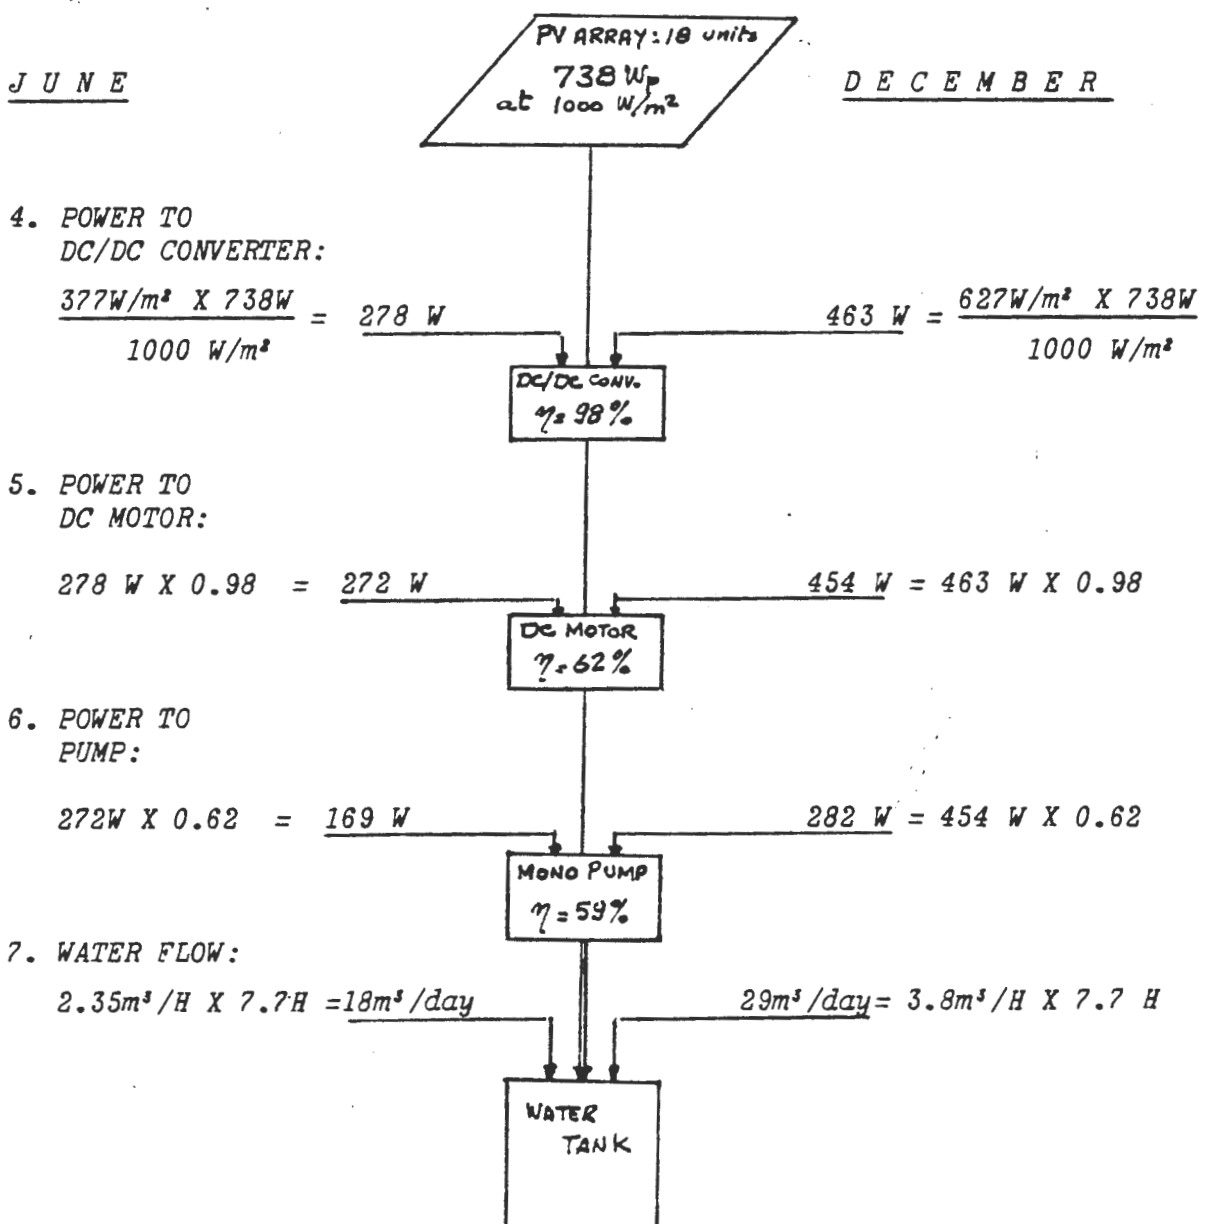 PV ARRAY: 18 units
738 Wp
at 1000 W/m²
J U N E
D E C E M B E R
4. POWER TO
DC/DC CONVERTER:
377W/m² X 738W
1000 W/m²
= 278 W
463 W =
627W/m² X 738W
1000 W/m²
DC/DC CONV.
η= 98%
5. POWER TO
DC MOTOR:
278 W X 0.98 = 272 W
454 W = 463 W X 0.98
DC MOTOR
η= 62%
6. POWER TO
PUMP:
272W X 0.62 = 169 W
282 W = 454 W X 0.62
MONO PUMP
η = 59%
7. WATER FLOW:
2.35m³/H X 7.7H =18m³/day
29m³/day= 3.8m³/H X 7.7 H
WATER
TANK